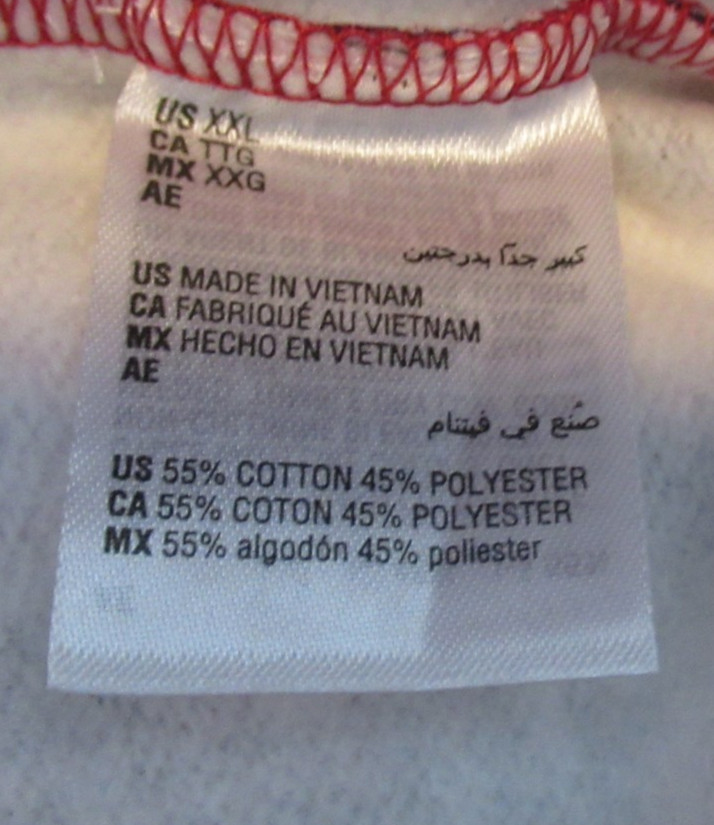 US XXL
CA TTG
MX XXG
AE
كبير جداً بدرجتين
US MADE IN VIETNAM
CA FABRIQUÉ AU VIETNAM
MX HECHO EN VIETNAM
AE
صُنع في فيتنام
US 55% COTTON 45% POLYESTER
CA 55% COTON 45% POLYESTER
MX 55% algodón 45% poliester